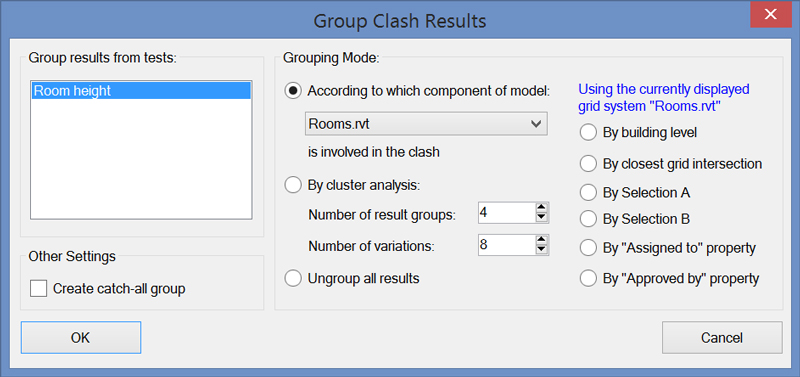 Group Clash Results
Group results from tests:
Room height
Other Settings
Create catch-all group
Grouping Mode:
According to which component of model:
Rooms.rvt
is involved in the clash
By cluster analysis:
Number of result groups: 4
Number of variations: 8
Ungroup all results
Using the currently displayed
grid system "Rooms.rvt"
By building level
By closest grid intersection
By Selection A
By Selection B
By "Assigned to" property
By "Approved by" property
OK
Cancel